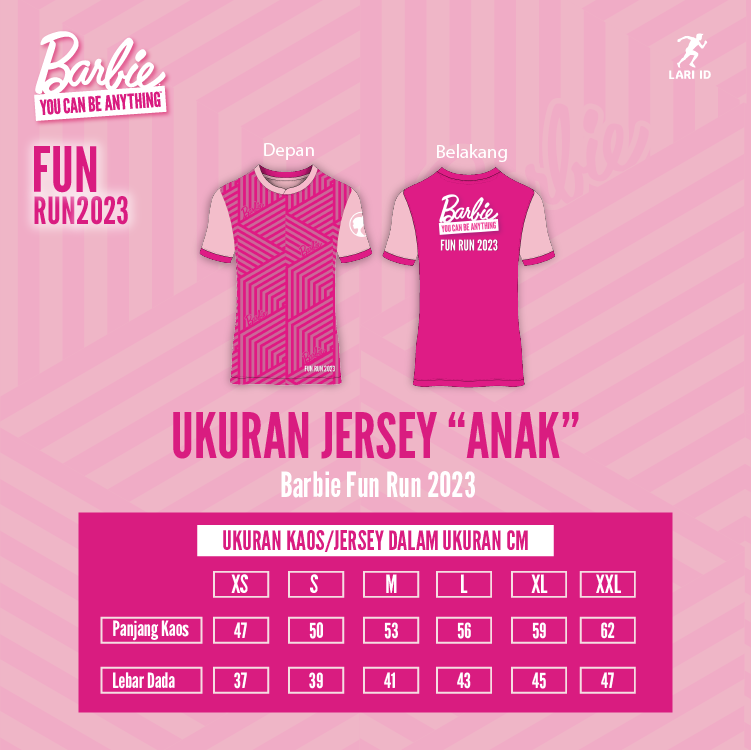 Barbie
YOU CAN BE ANYTHING
LARI ID
FUN
RUN2023
Depan
Belakang
Barbie
YOU CAN BE ANYTHING
FUN RUN 2023
FUN RUN 2023
Barbie
UKURAN JERSEY “ANAK”
Barbie Fun Run 2023
UKURAN KAOS/JERSEY DALAM UKURAN CM
XS S M L XL XXL
Panjang Kaos 47 50 53 56 59 62
Lebar Dada 37 39 41 43 45 47